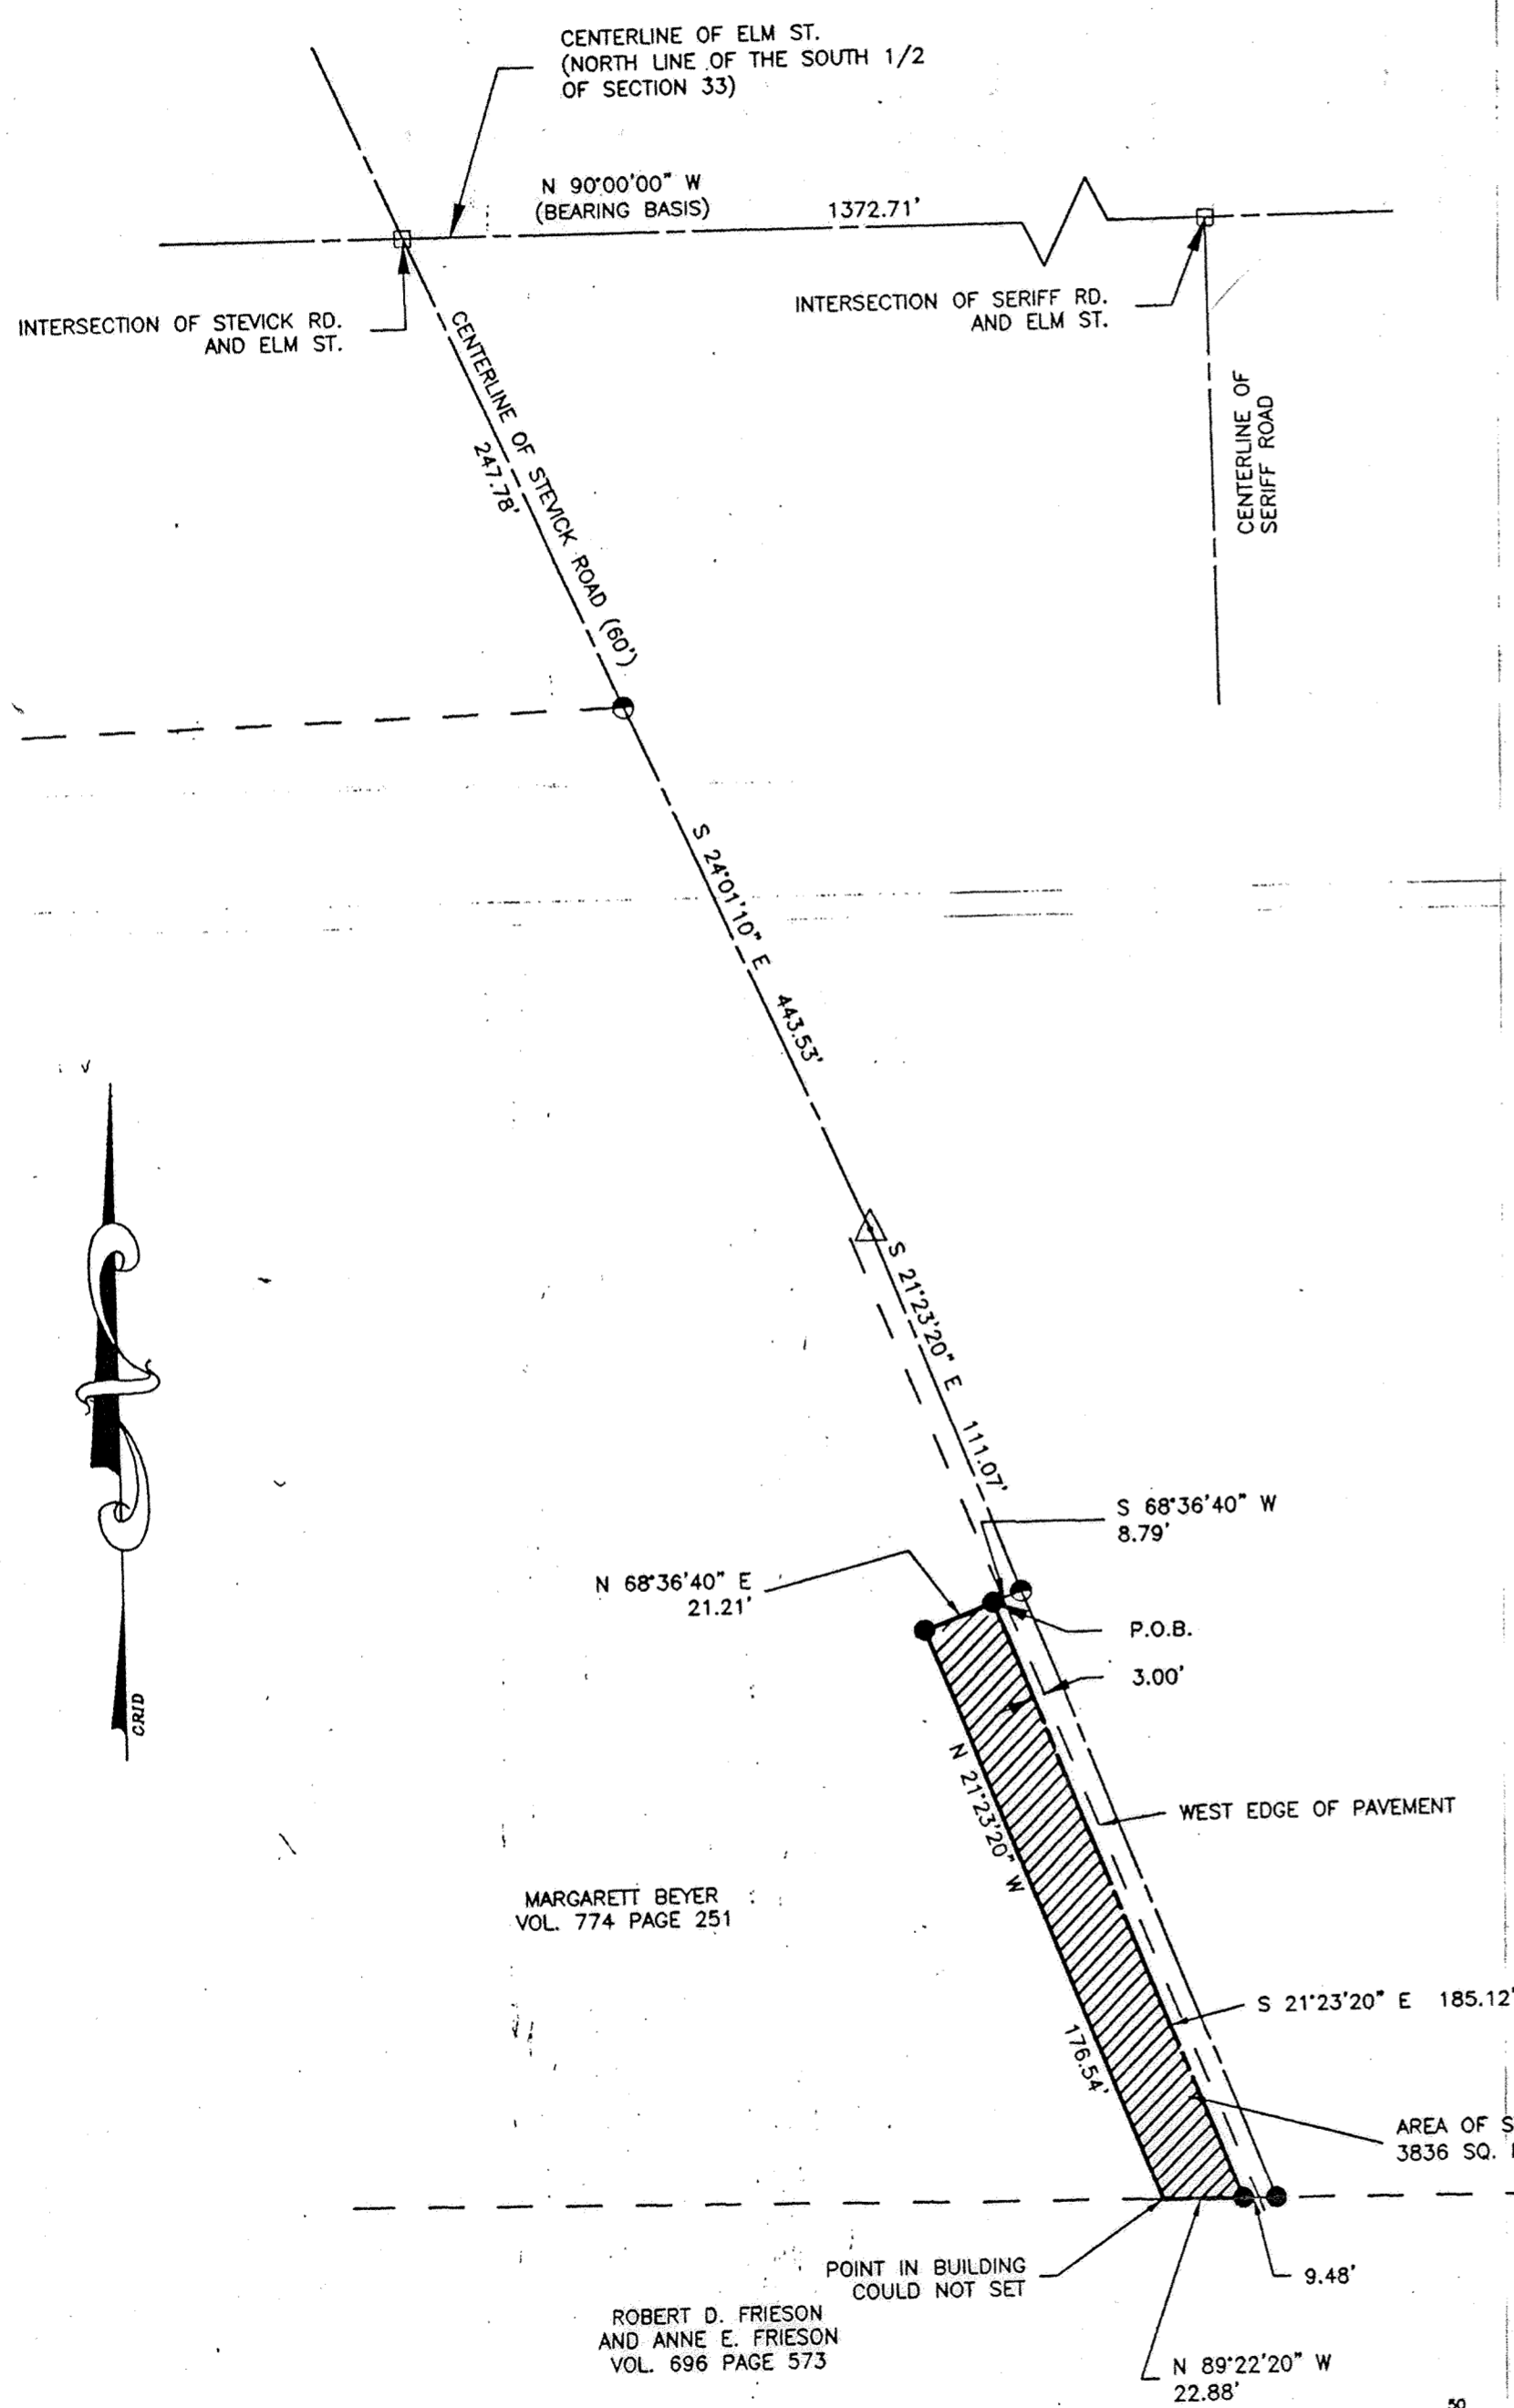 CENTERLINE OF ELM ST.
(NORTH LINE OF THE SOUTH 1/2
OF SECTION 33)
N 90°00'00" W
(BEARING BASIS)
1372.71'
INTERSECTION OF STEVICK RD.
AND ELM ST.
INTERSECTION OF SERIFF RD.
AND ELM ST.
CENTERLINE OF STEVICK ROAD (60')
247.78'
CENTERLINE OF
SERIFF ROAD
S 24°01'10" E 443.53'
S 21°23'20" E 111.07'
S 68°36'40" W
8.79'
N 68°36'40" E
21.21'
P.O.B.
3.00'
GRID
N 21°23'20" W
176.54'
WEST EDGE OF PAVEMENT
MARGARETT BEYER
VOL. 774 PAGE 251
S 21°23'20" E 185.12'
AREA OF
3836 SQ.
POINT IN BUILDING
COULD NOT SET
9.48'
ROBERT D. FRIESON
AND ANNE E. FRIESON
VOL. 696 PAGE 573
N 89°22'20" W
22.88'
50